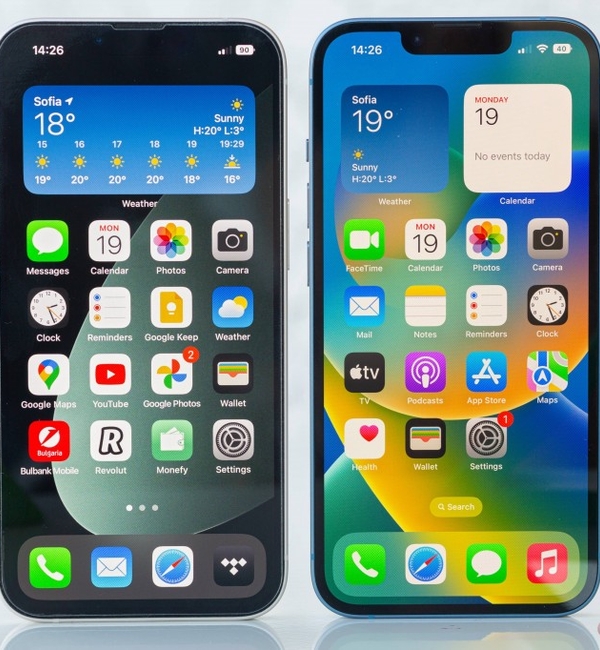 14:26
90
Sofia
18°
Sunny
H:20° L:3°
15 16 17 18 19 19:29
19° 20° 20° 20° 18° 16°
Weather
MON
19
Messages Calendar Photos Camera
Clock Reminders Google Keep Weather
2
Google Maps YouTube Google Photos Wallet
Bulgaria
R
Bulbank Mobile Revolut Monefy Settings
14:26
40
Sofia
19°
Sunny
H:20° L:3°
Weather
MONDAY
19
No events today
Calendar
MON
19
FaceTime Calendar Photos Camera
Mail Notes Reminders Clock
tv
TV Podcasts App Store Maps
1
Health Wallet Settings
Search